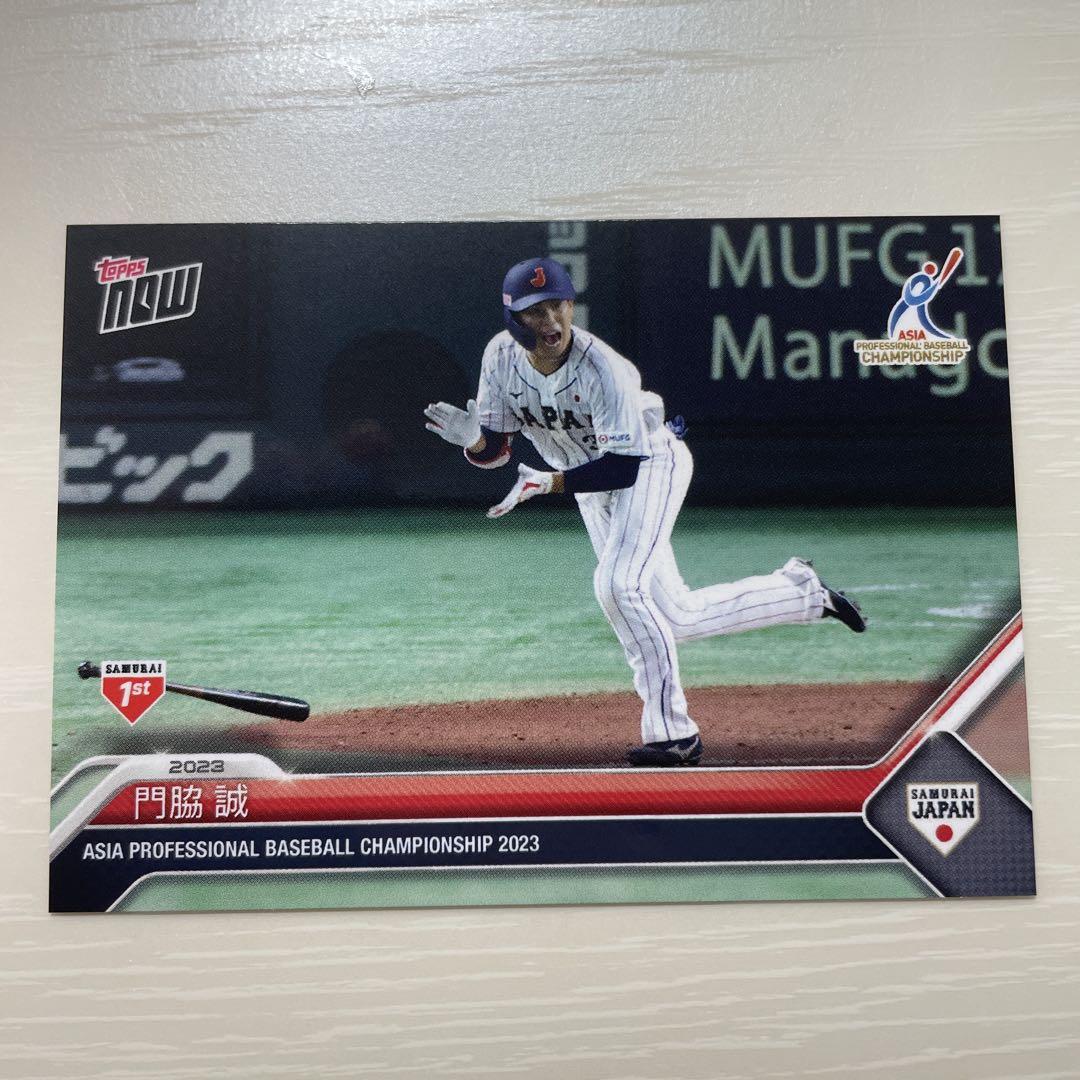 topps
NOW
MUFG
Manag
ASIA
PROFESSIONAL BASEBALL
CHAMPIONSHIP
J
JAPAN
3
MUFG
ビック
SAMURAI
1st
2023
門脇 誠
ASIA PROFESSIONAL BASEBALL CHAMPIONSHIP 2023
SAMURAI
JAPAN